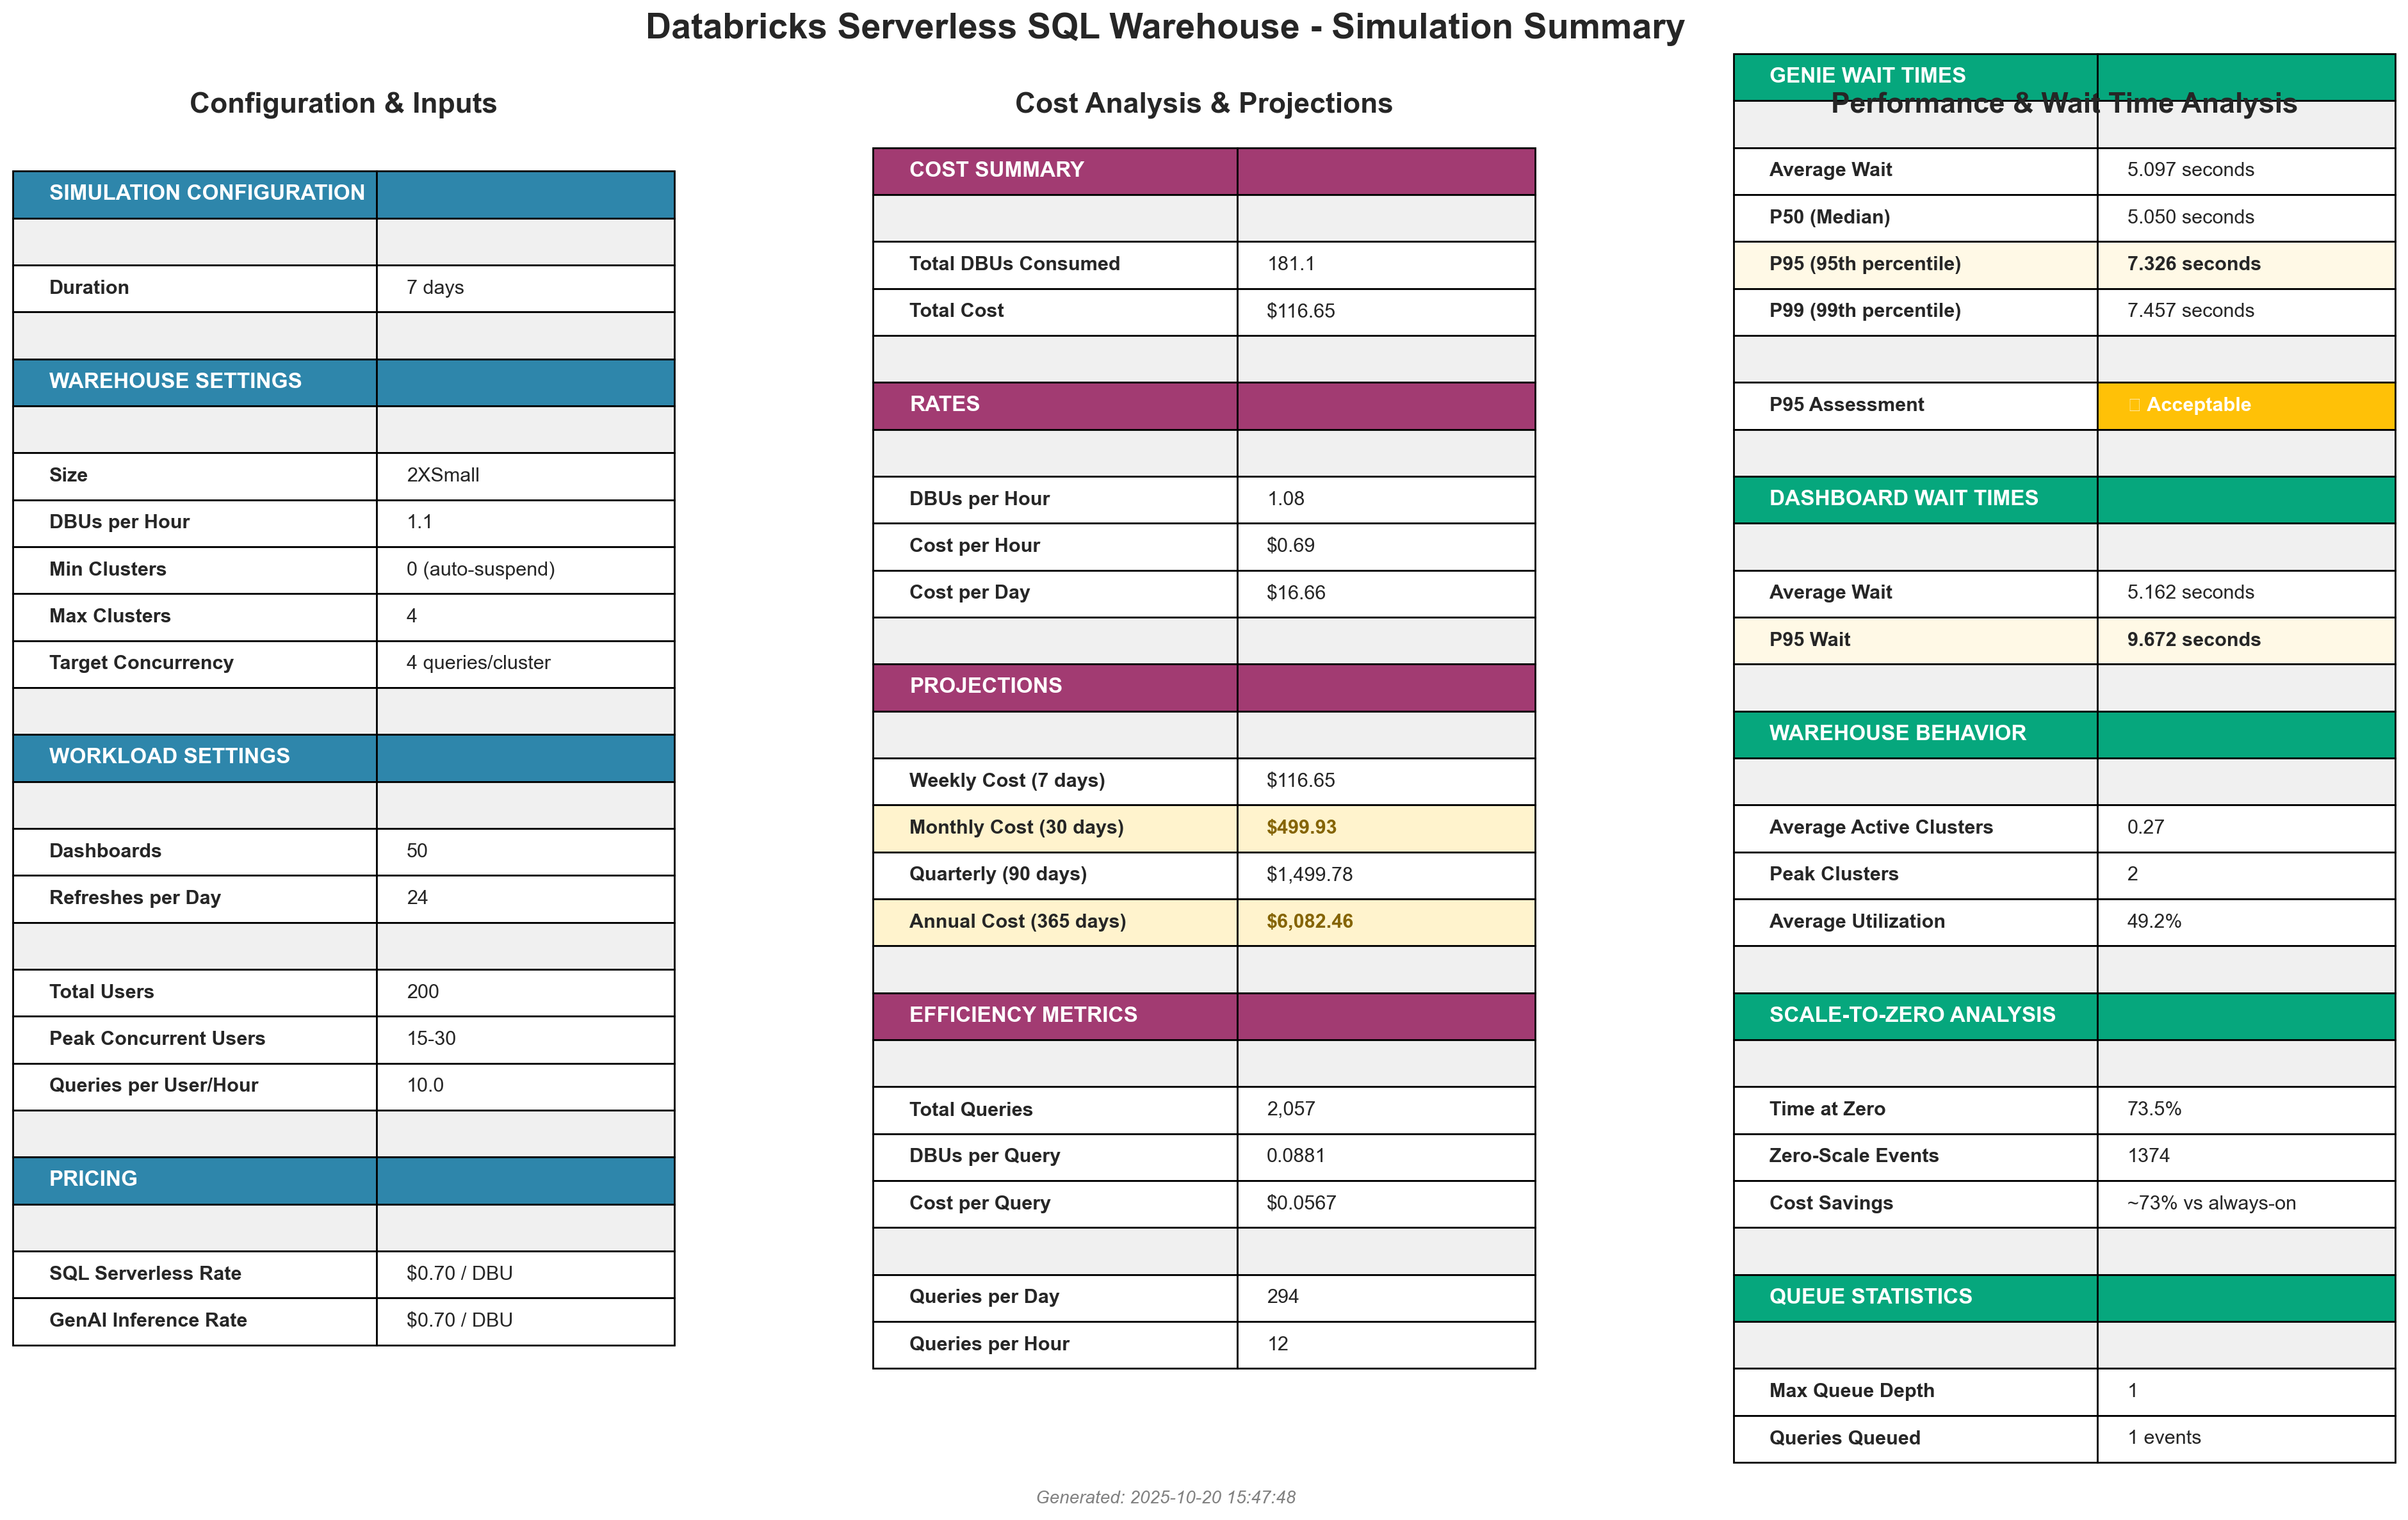 Databricks Serverless SQL Warehouse - Simulation Summary
Configuration & Inputs
SIMULATION CONFIGURATION
Duration 7 days
WAREHOUSE SETTINGS
Size 2XSmall
DBUs per Hour 1.1
Min Clusters 0 (auto-suspend)
Max Clusters 4
Target Concurrency 4 queries/cluster
WORKLOAD SETTINGS
Dashboards 50
Refreshes per Day 24
Total Users 200
Peak Concurrent Users 15-30
Queries per User/Hour 10.0
PRICING
SQL Serverless Rate $0.70 / DBU
GenAI Inference Rate $0.70 / DBU
Cost Analysis & Projections
COST SUMMARY
Total DBUs Consumed 181.1
Total Cost $116.65
RATES
DBUs per Hour 1.08
Cost per Hour $0.69
Cost per Day $16.66
PROJECTIONS
Weekly Cost (7 days) $116.65
Monthly Cost (30 days) $499.93
Quarterly (90 days) $1,499.78
Annual Cost (365 days) $6,082.46
EFFICIENCY METRICS
Total Queries 2,057
DBUs per Query 0.0881
Cost per Query $0.0567
Queries per Day 294
Queries per Hour 12
GENIE WAIT TIMES
Performance & Wait Time Analysis
Average Wait 5.097 seconds
P50 (Median) 5.050 seconds
P95 (95th percentile) 7.326 seconds
P99 (99th percentile) 7.457 seconds
P95 Assessment Acceptable
DASHBOARD WAIT TIMES
Average Wait 5.162 seconds
P95 Wait 9.672 seconds
WAREHOUSE BEHAVIOR
Average Active Clusters 0.27
Peak Clusters 2
Average Utilization 49.2%
SCALE-TO-ZERO ANALYSIS
Time at Zero 73.5%
Zero-Scale Events 1374
Cost Savings ~73% vs always-on
QUEUE STATISTICS
Max Queue Depth 1
Queries Queued 1 events
Generated: 2025-10-20 15:47:48